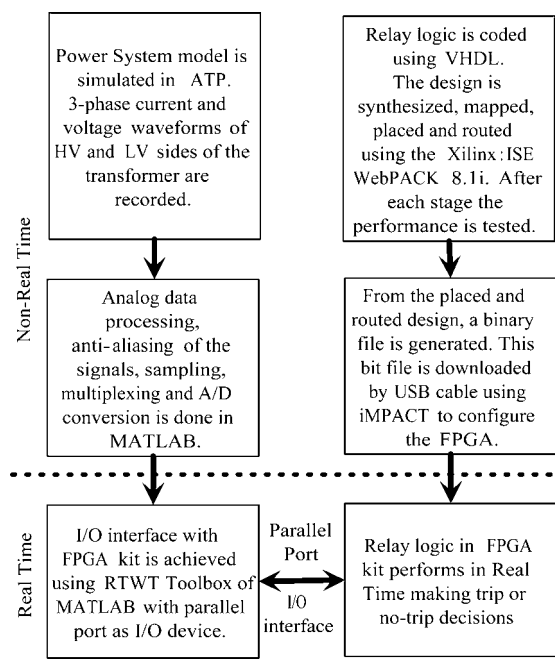 Power System model is
simulated in ATP.
3-phase current and
voltage waveforms of
HV and LV sides of the
transformer are
recorded.
Relay logic is coded
using VHDL.
The design is
synthesized, mapped,
placed and routed
using the Xilinx:ISE
WebPACK 8.1i. After
each stage the
performance is tested.
Non-Real Time
Analog data
processing,
anti-aliasing of the
signals, sampling,
multiplexing and A/D
conversion is done in
MATLAB.
From the placed and
routed design, a binary
file is generated. This
bit file is downloaded
by USB cable using
iMPACT to configure
the FPGA.
Real Time
I/O interface with
FPGA kit is achieved
using RTWT Toolbox of
MATLAB with parallel
port as I/O device.
Parallel
Port
I/O
interface
Relay logic in FPGA
kit performs in Real
Time making trip or
no-trip decisions